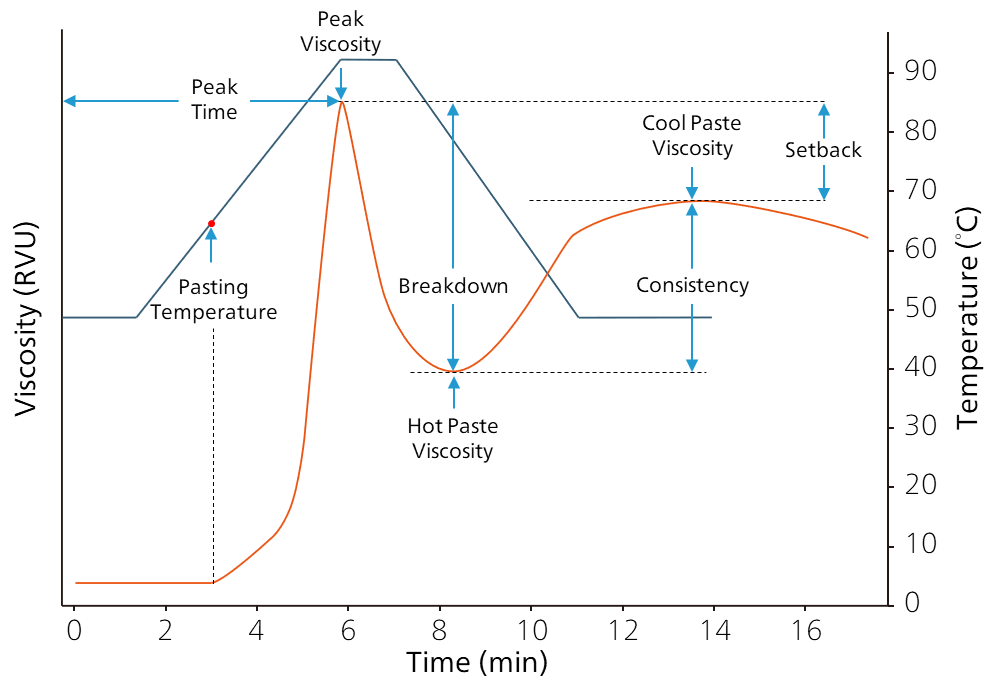 Peak
Viscosity
Peak
Time
Cool Paste
Viscosity
Setback
Pasting
Temperature
Breakdown
Consistency
Hot Paste
Viscosity
Viscosity (RVU)
Temperature (°C)
90
80
70
60
50
40
30
20
10
0
0 2 4 6 8 10 12 14 16
Time (min)